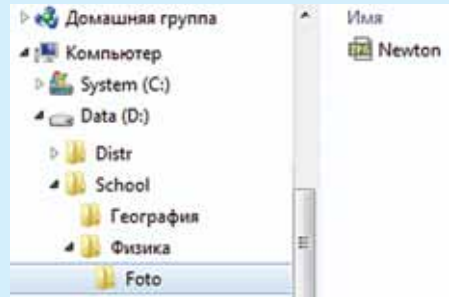 Домашняя группа
Компьютер
System (C:)
Data (D:)
Distr
School
География
Физика
Foto
Имя
Newton